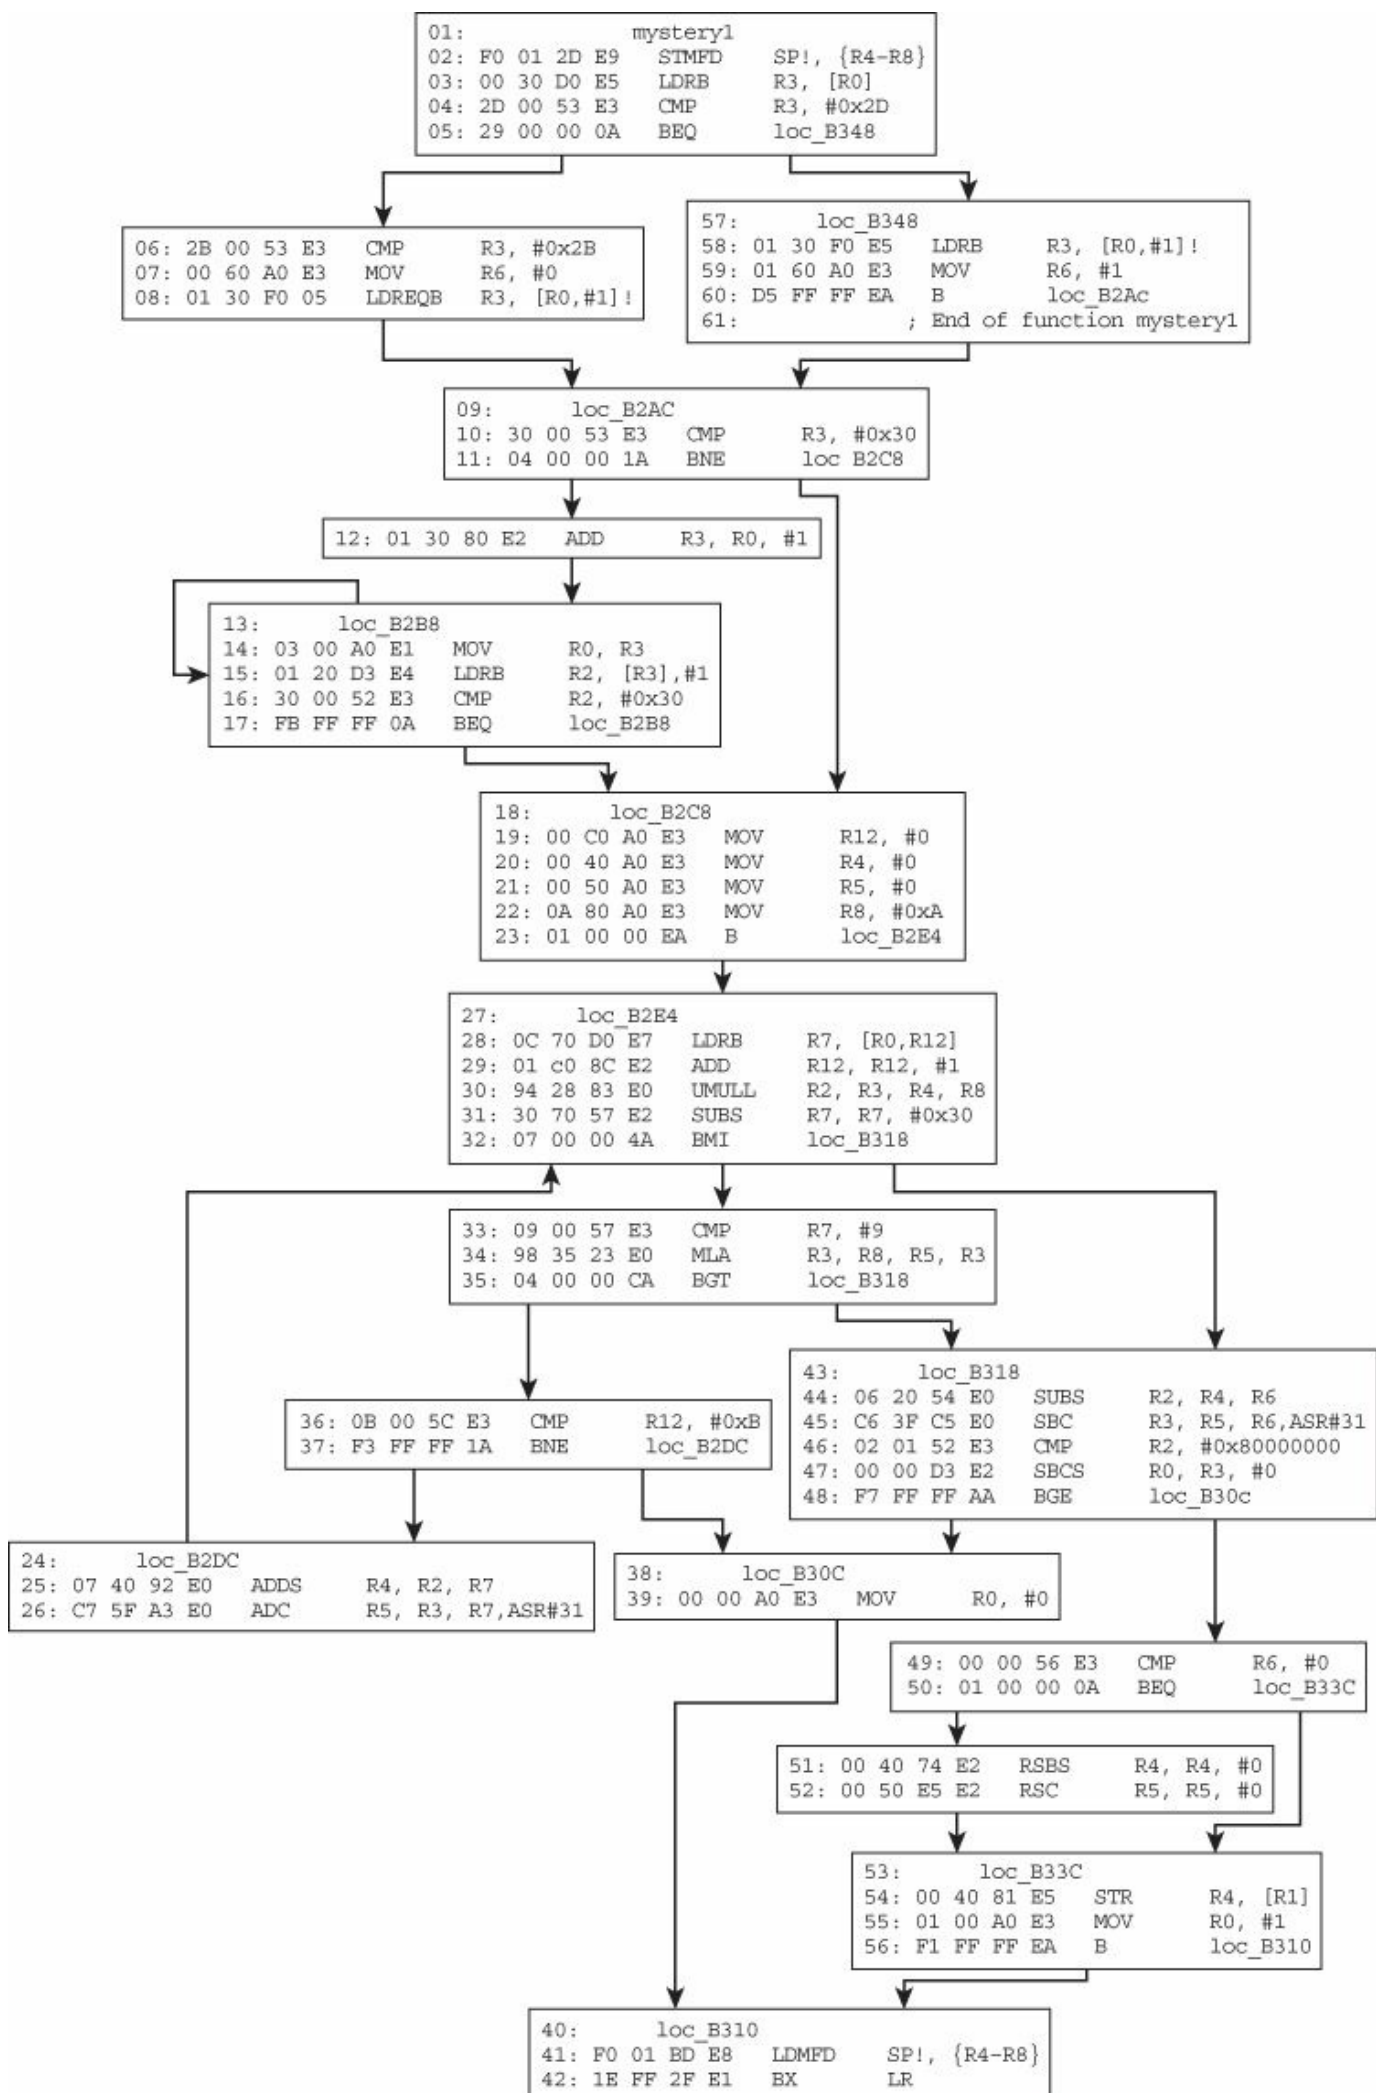 01: mystery1
02: F0 01 2D E9 STMFD SP!, {R4-R8}
03: 00 30 D0 E5 LDRB R3, [R0]
04: 2D 00 53 E3 CMP R3, #0x2D
05: 29 00 00 0A BEQ loc_B348
06: 2B 00 53 E3 CMP R3, #0x2B
07: 00 60 A0 E3 MOV R6, #0
08: 01 30 F0 05 LDREQB R3, [R0,#1]!
57: loc_B348
58: 01 30 F0 E5 LDRB R3, [R0,#1]!
59: 01 60 A0 E3 MOV R6, #1
60: D5 FF FF EA B loc_B2Ac
61: ; End of function mystery1
09: loc_B2AC
10: 30 00 53 E3 CMP R3, #0x30
11: 04 00 00 1A BNE loc B2C8
12: 01 30 80 E2 ADD R3, R0, #1
13: loc_B2B8
14: 03 00 A0 E1 MOV R0, R3
15: 01 20 D3 E4 LDRB R2, [R3],#1
16: 30 00 52 E3 CMP R2, #0x30
17: FB FF FF 0A BEQ loc_B2B8
18: loc_B2C8
19: 00 C0 A0 E3 MOV R12, #0
20: 00 40 A0 E3 MOV R4, #0
21: 00 50 A0 E3 MOV R5, #0
22: 0A 80 A0 E3 MOV R8, #0xA
23: 01 00 00 EA B loc_B2E4
27: loc_B2E4
28: 0C 70 D0 E7 LDRB R7, [R0,R12]
29: 01 c0 8C E2 ADD R12, R12, #1
30: 94 28 83 E0 UMULL R2, R3, R4, R8
31: 30 70 57 E2 SUBS R7, R7, #0x30
32: 07 00 00 4A BMI loc_B318
33: 09 00 57 E3 CMP R7, #9
34: 98 35 23 E0 MLA R3, R8, R5, R3
35: 04 00 00 CA BGT loc_B318
36: 0B 00 5C E3 CMP R12, #0xB
37: F3 FF FF 1A BNE loc_B2DC
43: loc_B318
44: 06 20 54 E0 SUBS R2, R4, R6
45: C6 3F C5 E0 SBC R3, R5, R6,ASR#31
46: 02 01 52 E3 CMP R2, #0x80000000
47: 00 00 D3 E2 SBCS R0, R3, #0
48: F7 FF FF AA BGE loc_B30c
24: loc_B2DC
25: 07 40 92 E0 ADDS R4, R2, R7
26: C7 5F A3 E0 ADC R5, R3, R7,ASR#31
38: loc_B30C
39: 00 00 A0 E3 MOV R0, #0
49: 00 00 56 E3 CMP R6, #0
50: 01 00 00 0A BEQ loc_B33C
51: 00 40 74 E2 RSBS R4, R4, #0
52: 00 50 E5 E2 RSC R5, R5, #0
53: loc_B33C
54: 00 40 81 E5 STR R4, [R1]
55: 01 00 A0 E3 MOV R0, #1
56: F1 FF FF EA B loc_B310
40: loc_B310
41: F0 01 BD E8 LDMFD SP!, {R4-R8}
42: 1E FF 2F E1 BX LR